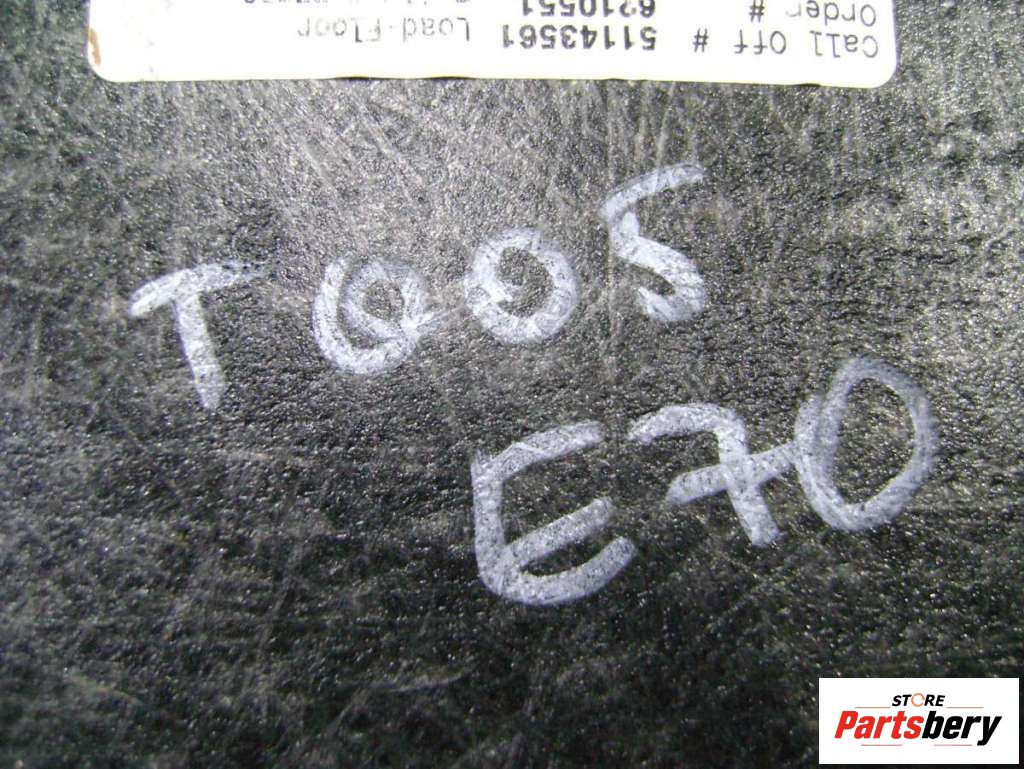 Call Off # 51143561 Load-Floor
Order # 6210551
T005
E70
STORE
Partsbery